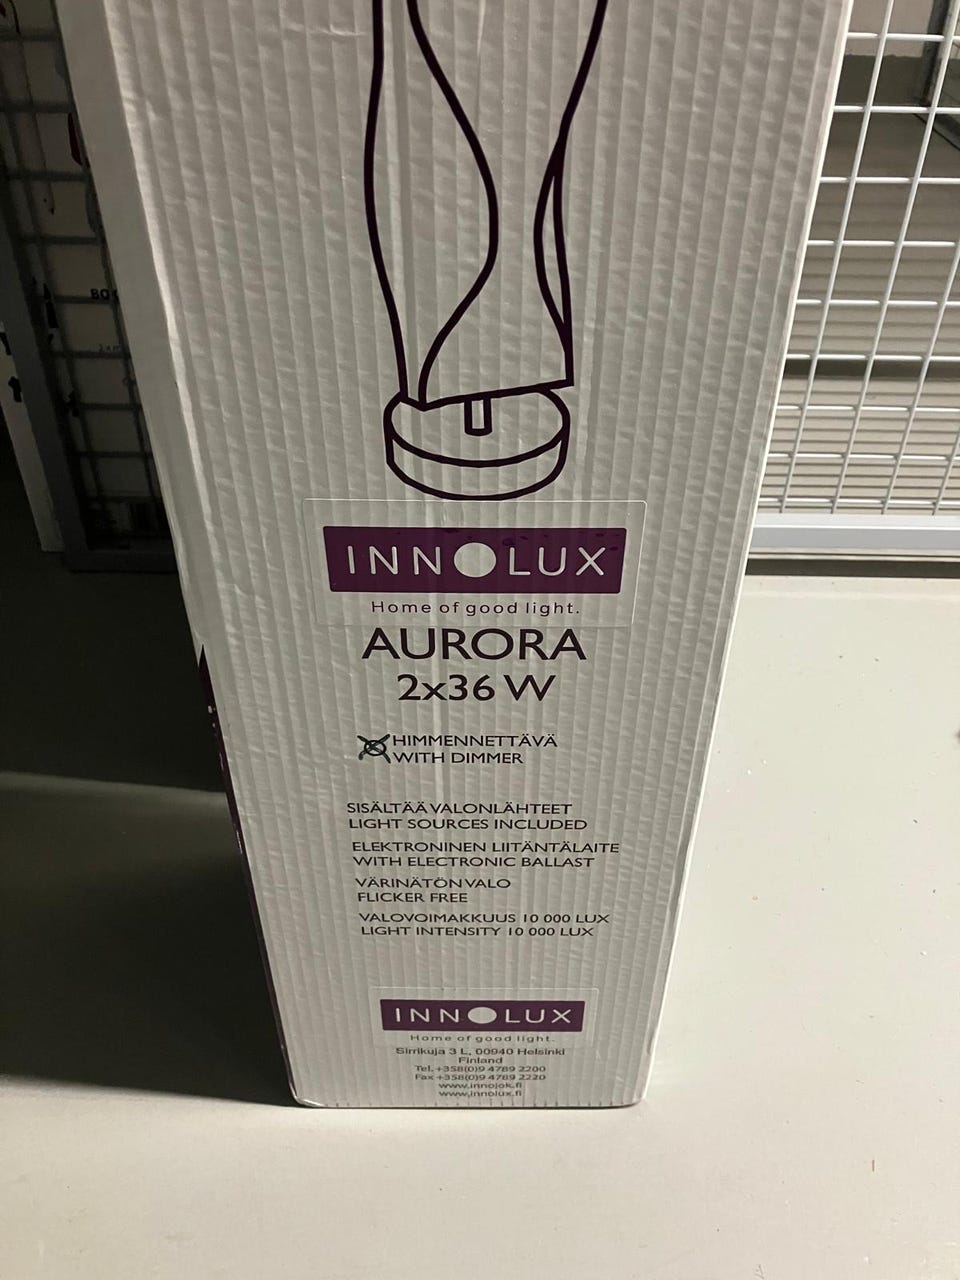 BO
INNOLUX
Home of good light.
AURORA
2x36 W
HIMMENNETTÄVÄ
WITH DIMMER
SISÄLTÄÄ VALONLÄHTEET
LIGHT SOURCES INCLUDED
ELEKTRONINEN LIITÄNTÄLAITE
WITH ELECTRONIC BALLAST
VÄRINÄTÖN VALO
FLICKER FREE
VALOVOIMAKKUUS 10 000 LUX
LIGHT INTENSITY 10 000 LUX
INNOLUX
Home of good light.
Sirrikuja 3 L, 00940 Helsinki
Finland
Tel. +358(0)9 4789 2200
Fax +358(0)9 4789 2220
www.innojok.fi
www.innolux.fi